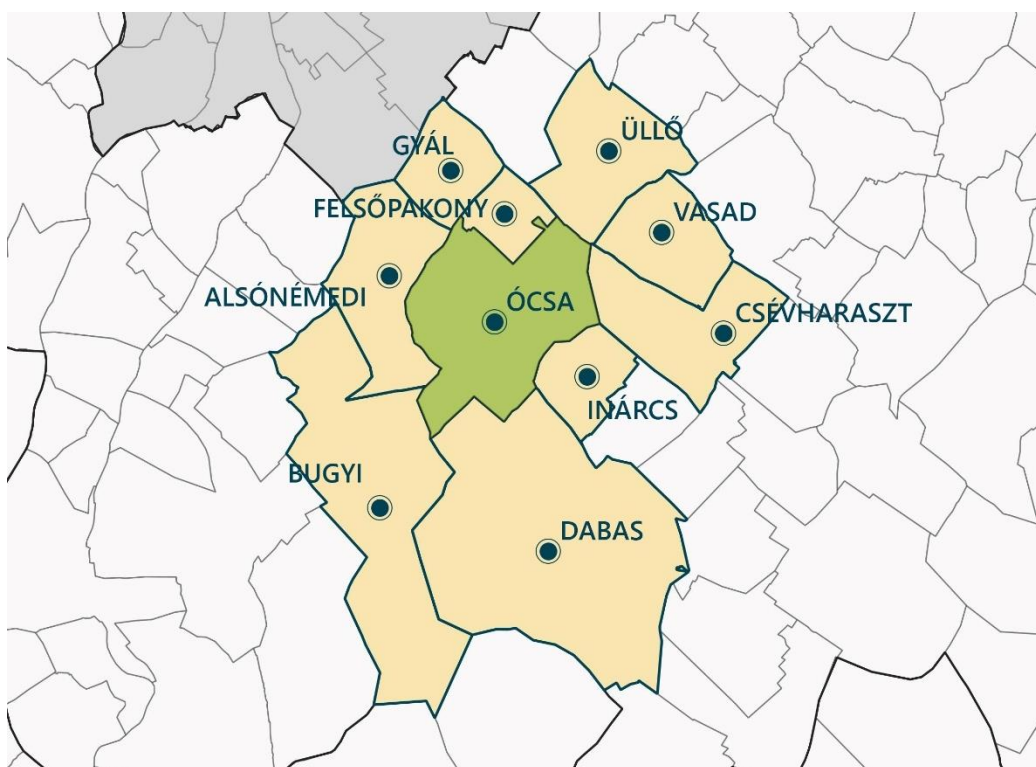 ÜLLŐ
GYÁL
FELSŐPAKONY
VASAD
ALSÓNÉMEDI
ÓCSA
CSÉVHARASZT
INÁRCS
BUGYI
DABAS